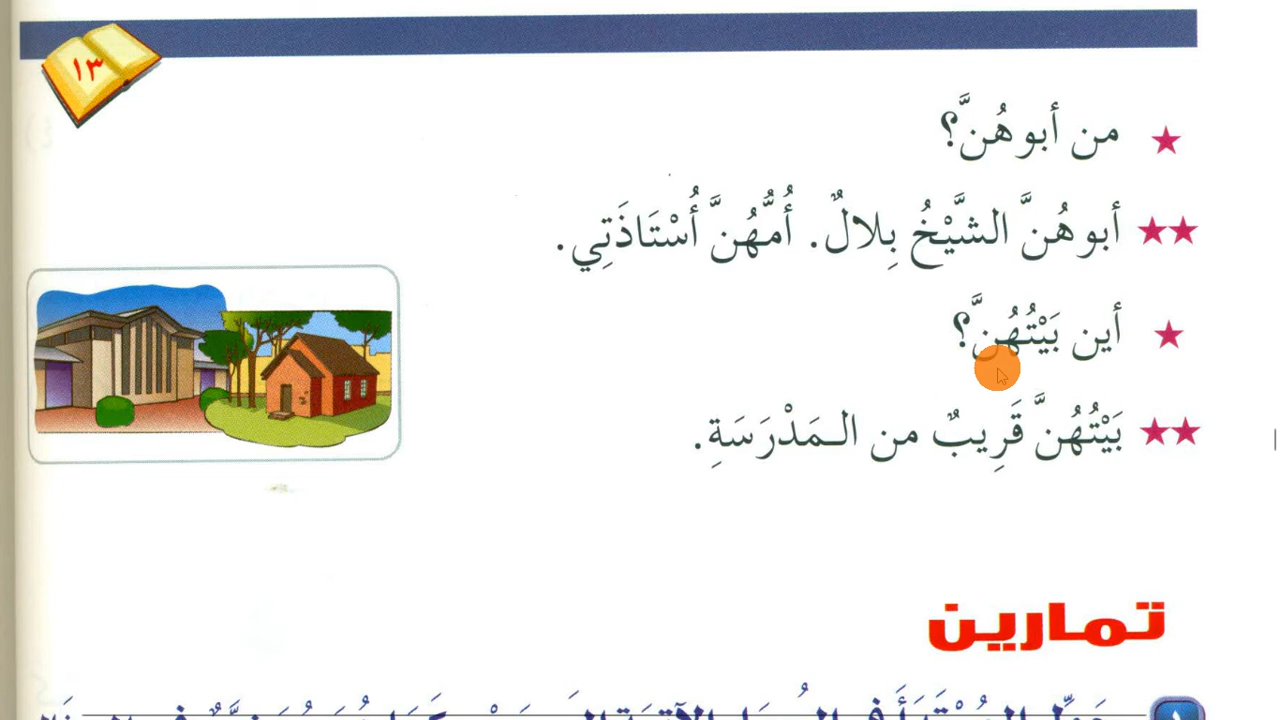 ١٣
من أبوهُنَّ؟
أبوهُنَّ الشَّيْخُ بِلالٌ. أُمُّهُنَّ أُسْتَاذَتِي.
أين بَيْتُهُنَّ؟
بَيْتُهُنَّ قَرِيبٌ من الـمَدْرَسَةِ.
تمارين